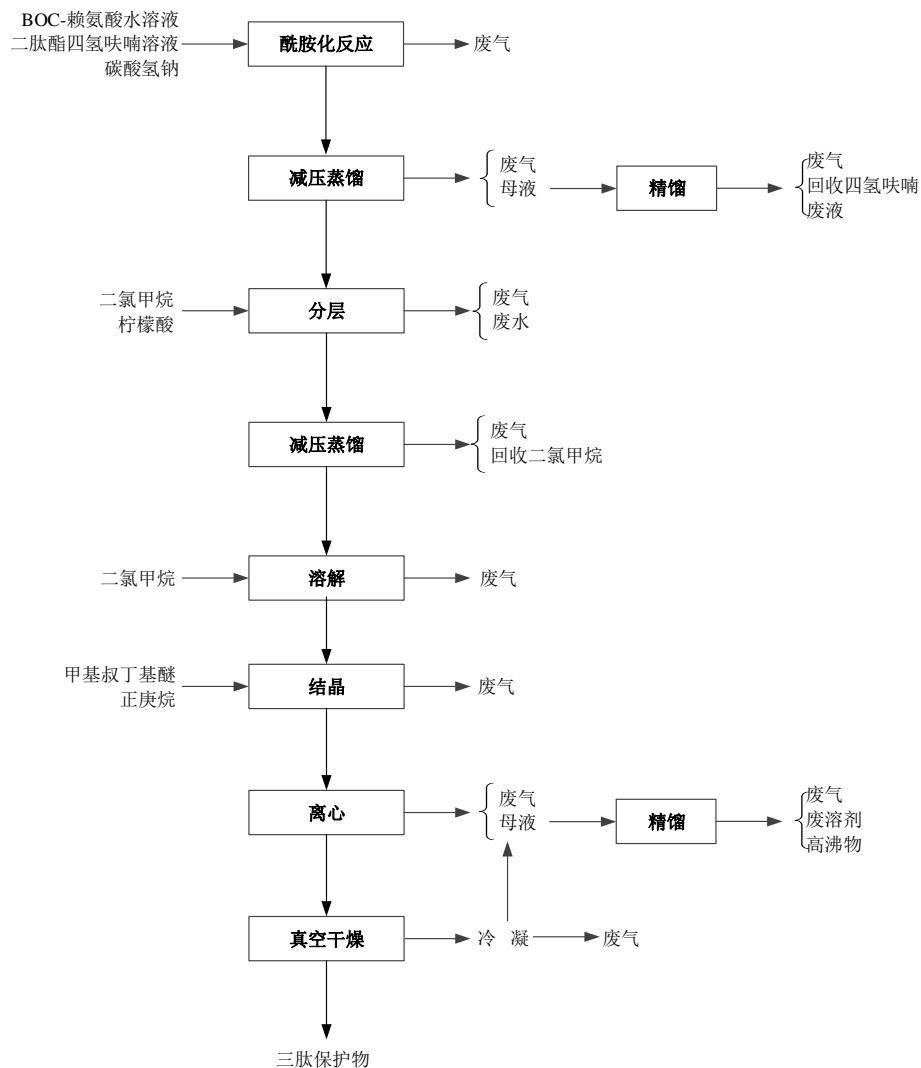 BOC-赖氨酸水溶液
二肽酯四氢呋喃溶液
碳酸氢钠
酰胺化反应
废气
减压蒸馏
废气
母液
精馏
废气
回收四氢呋喃
废液
二氯甲烷
柠檬酸
分层
废气
废水
减压蒸馏
废气
回收二氯甲烷
二氯甲烷
溶解
废气
甲基叔丁基醚
正庚烷
结晶
废气
离心
废气
母液
精馏
废气
废溶剂
高沸物
真空干燥
冷 凝
废气
三肽保护物